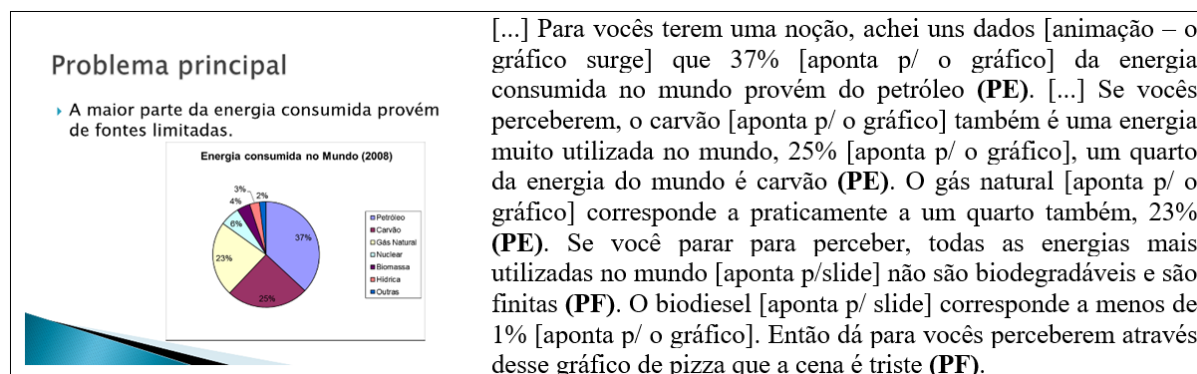 Problema principal
A maior parte da energia consumida provém
de fontes limitadas.
Energia consumida no Mundo (2008)
3%
2%
4%
6%
37%
23%
25%
Petróleo
Carvão
Gás Natural
Nuclear
Biomassa
Hídrica
Outras
[...] Para vocês terem uma noção, achei uns dados [animação – o
gráfico surge] que 37% [aponta p/ o gráfico] da energia
consumida no mundo provém do petróleo (PE). [...] Se vocês
perceberem, o carvão [aponta p/ o gráfico] também é uma energia
muito utilizada no mundo, 25% [aponta p/ o gráfico], um quarto
da energia do mundo é carvão (PE). O gás natural [aponta p/ o
gráfico] corresponde a praticamente a um quarto também, 23%
(PE). Se você parar para perceber, todas as energias mais
utilizadas no mundo [aponta p/slide] não são biodegradáveis e são
finitas (PF). O biodiesel [aponta p/ slide] corresponde a menos de
1% [aponta p/ o gráfico]. Então dá para vocês perceberem através
desse gráfico de pizza que a cena é triste (PF).